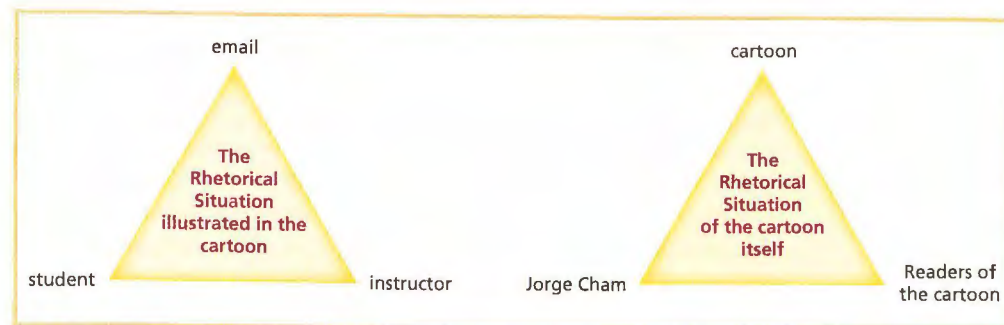 email
The
Rhetorical
Situation
illustrated in the
cartoon
student
instructor
cartoon
The
Rhetorical
Situation
of the cartoon
itself
Jorge Cham
Readers of
the cartoon